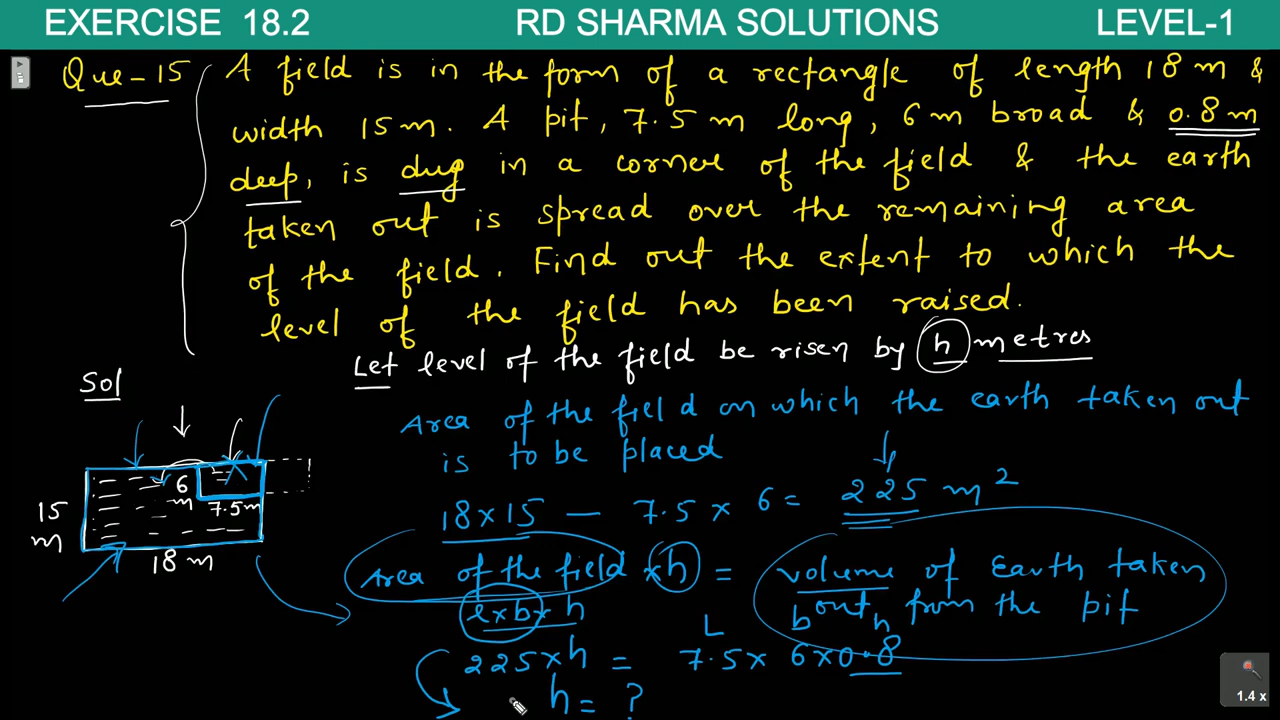 EXERCISE 18.2 RD SHARMA SOLUTIONS LEVEL-1
Que-15 A field is in the form of a rectangle of length 18 m &
width 15 m. A pit, 7.5 m long, 6 m broad & 0.8 m
deep, is dug in a corner of the field & the earth
taken out is spread over the remaining area
of the field. Find out the extent to which the
level of the field has been raised.
Let level of the field be risen by h metres
Sol
Area of the field on which the earth taken out
is to be placed
6 m
7.5 m
15 m
18 m
18 x 15 — 7.5 x 6 = 225 m²
Area of the field x h = volume of Earth taken
out from the pit
l x b x h
L b h
225 x h = 7.5 x 6 x 0.8
h = ?
1.4 x